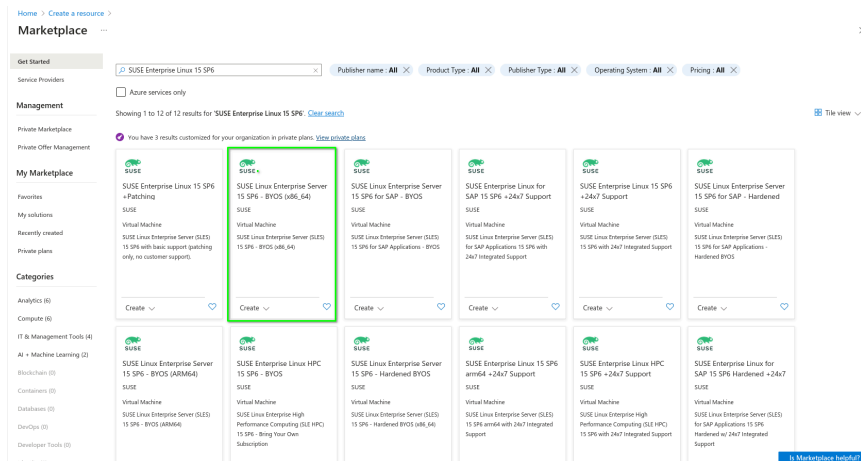 Home > Create a resource >
Marketplace ...
Get Started
Service Providers
Management
Private Marketplace
Private Offer Management
My Marketplace
Favorites
My solutions
Recently created
Private plans
Categories
Analytics (6)
Compute (6)
IT & Management Tools (4)
AI + Machine Learning (2)
Blockchain (0)
Containers (0)
Databases (0)
DevOps (0)
Developer Tools (0)
SUSE Enterprise Linux 15 SP6
Publisher name : All
Product Type : All
Publisher Type : All
Operating System : All
Pricing : All
Azure services only
Showing 1 to 12 of 12 results for 'SUSE Enterprise Linux 15 SP6'. Clear search
Tile view
You have 3 results customized for your organization in private plans. View private plans
SUSE
SUSE Enterprise Linux 15 SP6
+Patching
SUSE
Virtual Machine
SUSE Linux Enterprise Server (SLES)
15 SP6 with basic support (patching
only, no customer support).
Create
SUSE
SUSE Linux Enterprise Server
15 SP6 - BYOS (x86_64)
SUSE
Virtual Machine
SUSE Linux Enterprise Server (SLES)
15 SP6 - BYOS (x86_64)
Create
SUSE
SUSE Linux Enterprise Server
15 SP6 for SAP - BYOS
SUSE
Virtual Machine
SUSE Linux Enterprise Server (SLES)
15 SP6 for SAP Applications - BYOS
Create
SUSE
SUSE Enterprise Linux for
SAP 15 SP6 +24x7 Support
SUSE
Virtual Machine
SUSE Linux Enterprise Server (SLES)
for SAP Applications 15 SP6 with
24x7 Integrated Support
Create
SUSE
SUSE Enterprise Linux 15 SP6
+24x7 Support
SUSE
Virtual Machine
SUSE Linux Enterprise Server (SLES)
15 SP6 with 24x7 Integrated Support
Create
SUSE
SUSE Linux Enterprise Server
15 SP6 for SAP - Hardened
SUSE
Virtual Machine
SUSE Linux Enterprise Server (SLES)
15 SP6 for SAP Applications -
Hardened BYOS
Create
SUSE
SUSE Linux Enterprise Server
15 SP6 - BYOS (ARM64)
SUSE
Virtual Machine
SUSE Linux Enterprise Server (SLES)
15 SP6 - BYOS (ARM64)
SUSE
SUSE Enterprise Linux HPC
15 SP6 - BYOS
SUSE
Virtual Machine
SUSE Linux Enterprise High
Performance Computing (SLE HPC)
15 SP6 - Bring Your Own
Subscription
SUSE
SUSE Linux Enterprise Server
15 SP6 - Hardened BYOS
SUSE
Virtual Machine
SUSE Linux Enterprise Server (SLES)
15 SP6 - Hardened BYOS (x86_64)
SUSE
SUSE Enterprise Linux 15 SP6
arm64 +24x7 Support
SUSE
Virtual Machine
SUSE Linux Enterprise Server (SLES)
15 SP6 arm64 with 24x7 Integrated
Support
SUSE
SUSE Enterprise Linux HPC
15 SP6 +24x7 Support
SUSE
Virtual Machine
SUSE Linux Enterprise High
Performance Computing (SLE HPC)
15 SP6 with 24x7 Integrated Support
SUSE
SUSE Enterprise Linux for
SAP 15 SP6 Hardened +24x7
SUSE
Virtual Machine
SUSE Linux Enterprise Server (SLES)
for SAP Applications 15 SP6
Hardened w/ 24x7 Integrated
Support
Is Marketplace helpful?